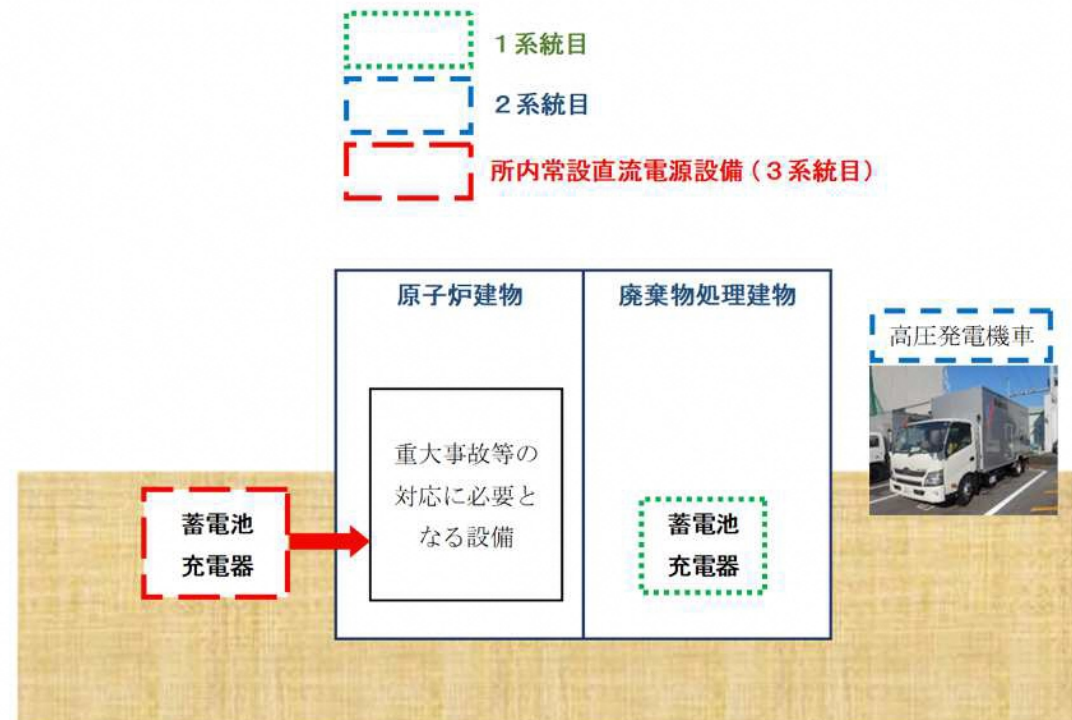 1系統目
2系統目
所内常設直流電源設備(3系統目)
原子炉建物
廃棄物処理建物
高圧発電機車
重大事故等の
対応に必要と
なる設備
蓄電池
充電器
蓄電池
充電器